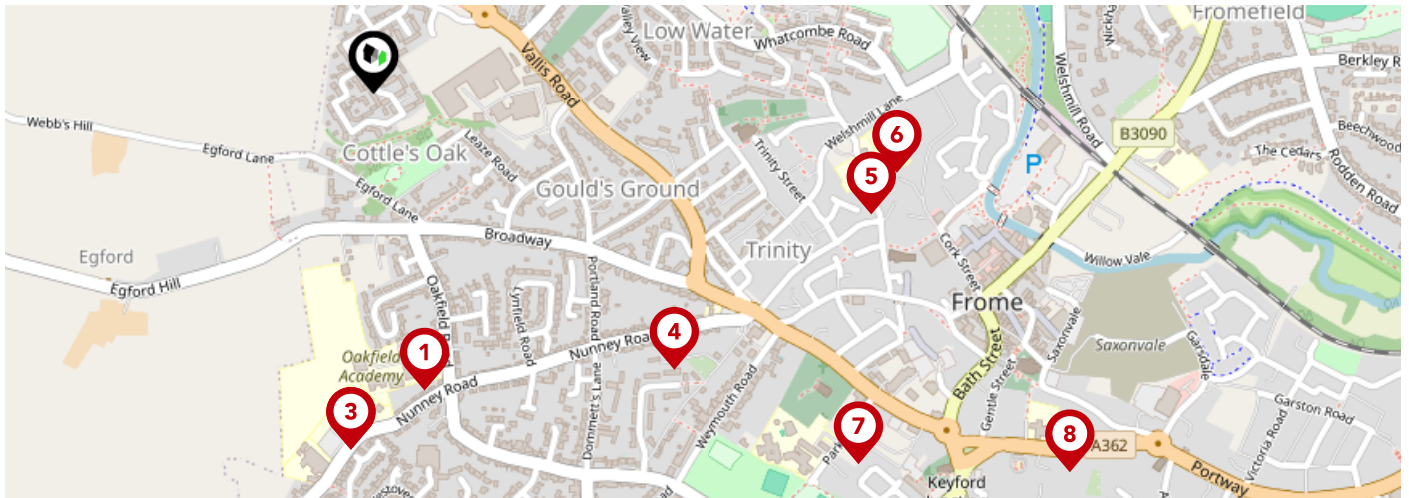 Fromefield
Low Water
Valley View
Whatcombe Road
Berkley R
Vallis Road
Welshmill Road
Webb's Hill
Welshmill Lane
6
B3090
Beechwood
Egford Lane
Leaze Road
Cottle's Oak
Trinity Street
The Cedars
P
5
Rodden Road
Gould's Ground
Egford Lane
Broadway
Trinity
Cork Street
Egford
Willow Vale
Egford Hill
Oakfield R
Portland Road
Lynfield Road
Frome
4
Nunney Road
Saxonvale
Saxonvale
Garsdale
1
Oakfield
Academy
Bath Street
Gentle Street
Nunney Road
Dommett's Lane
Weymouth Road
3
Garston Road
7
Park
8
A362
Victoria Road
Keyford
Portway